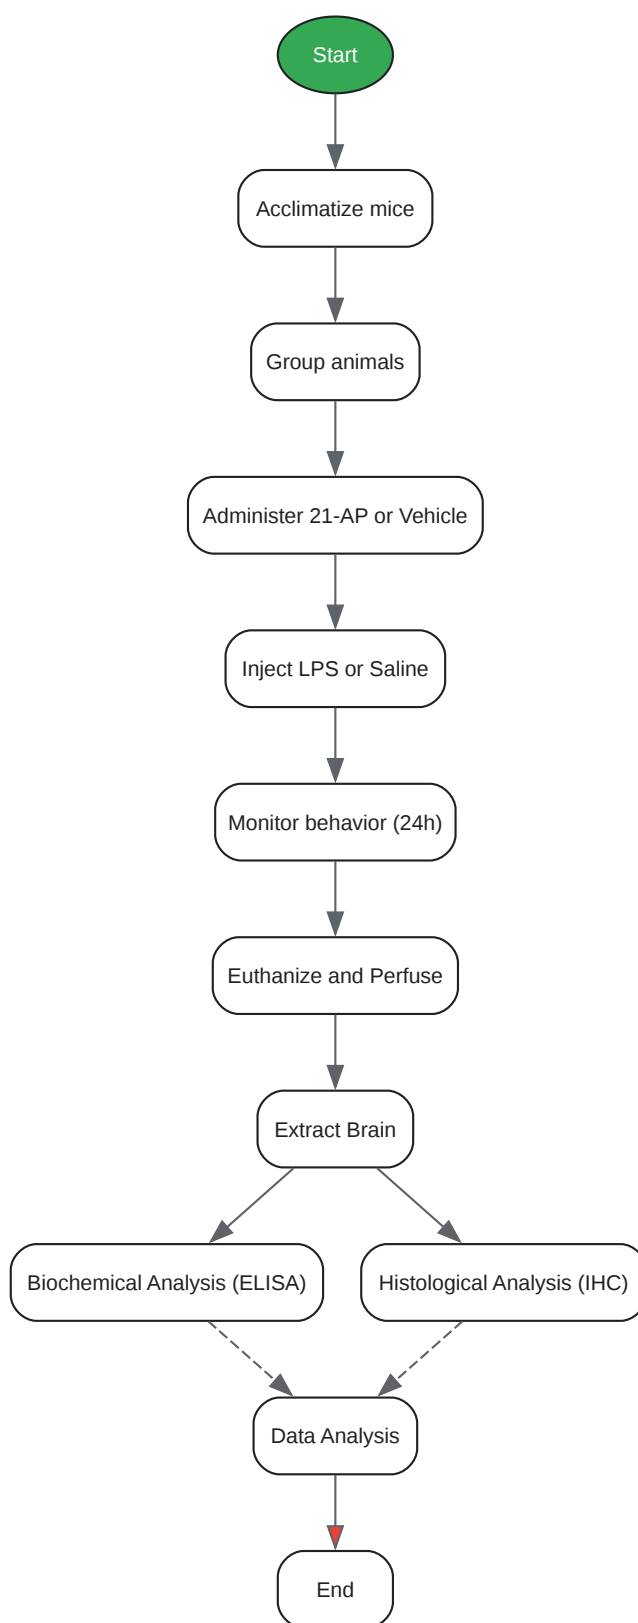 Start
Acclimatize mice
Group animals
Administer 21-AP or Vehicle
Inject LPS or Saline
Monitor behavior (24h)
Euthanize and Perfuse
Extract Brain
Biochemical Analysis (ELISA)
Histological Analysis (IHC)
Data Analysis
End